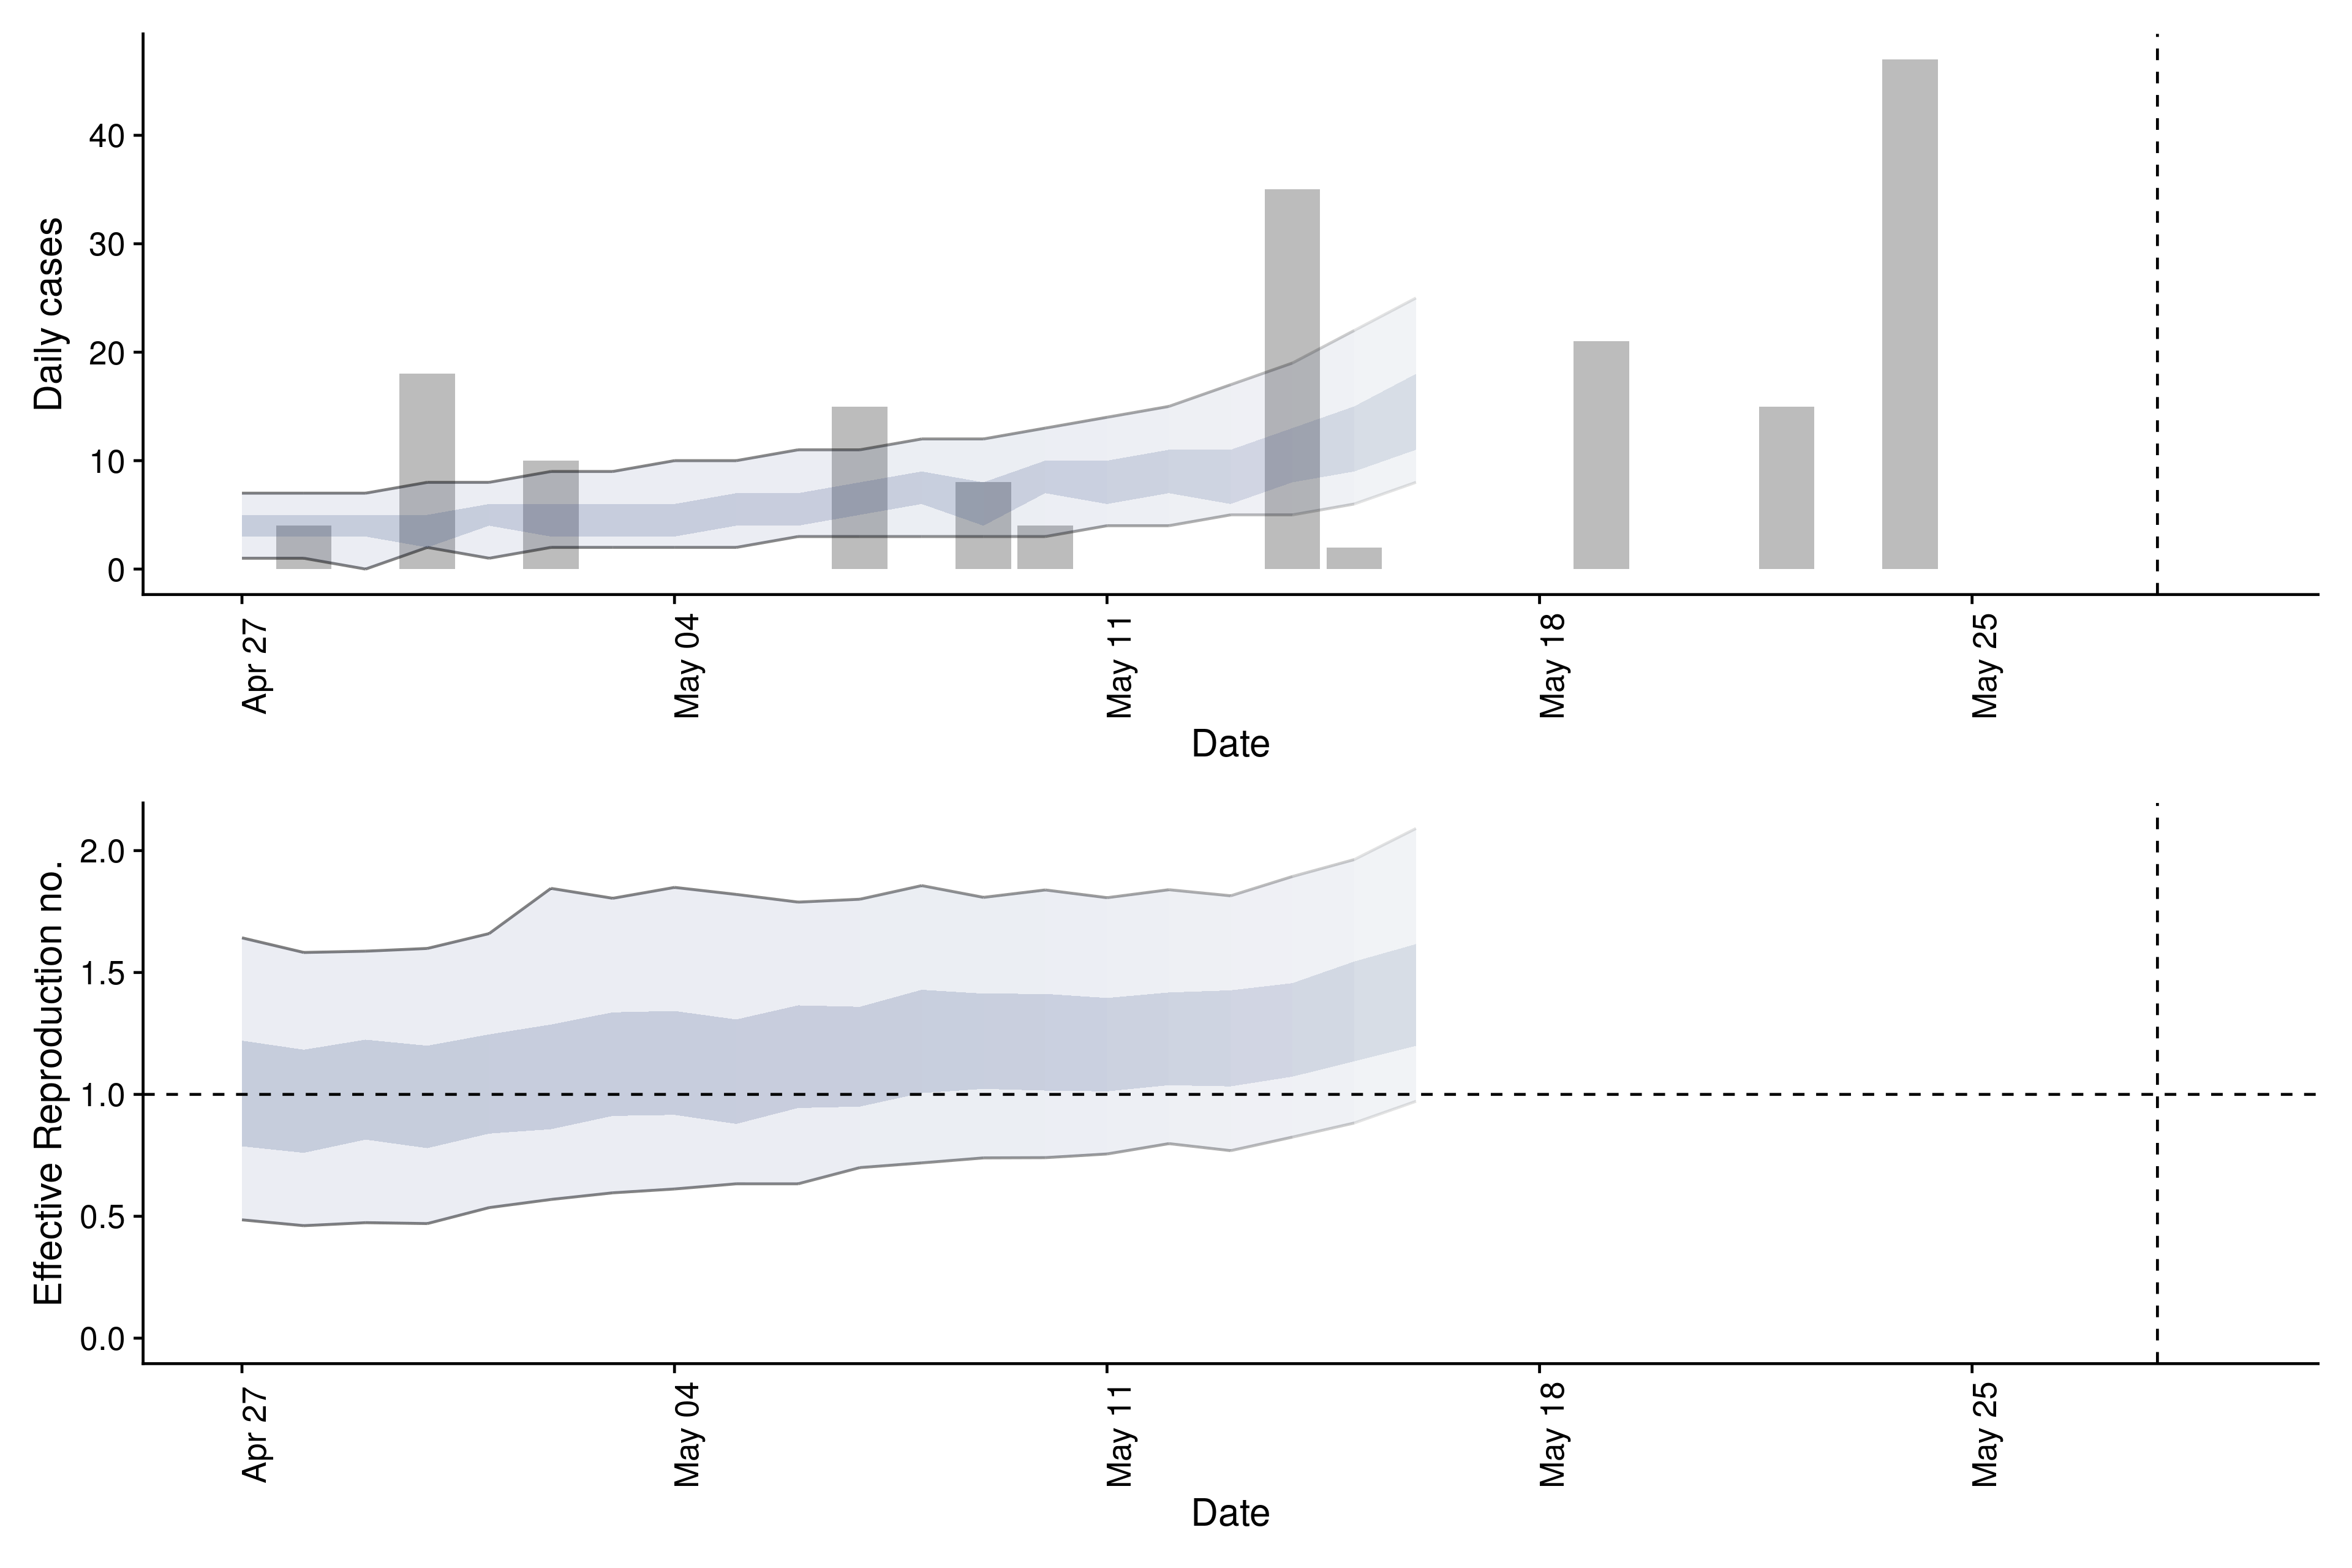 Daily cases
40
30
20
10
0
Apr 27
May 04
May 11
May 18
May 25
Date
Effective Reproduction no.
2.0
1.5
1.0
0.5
0.0
Apr 27
May 04
May 11
May 18
May 25
Date